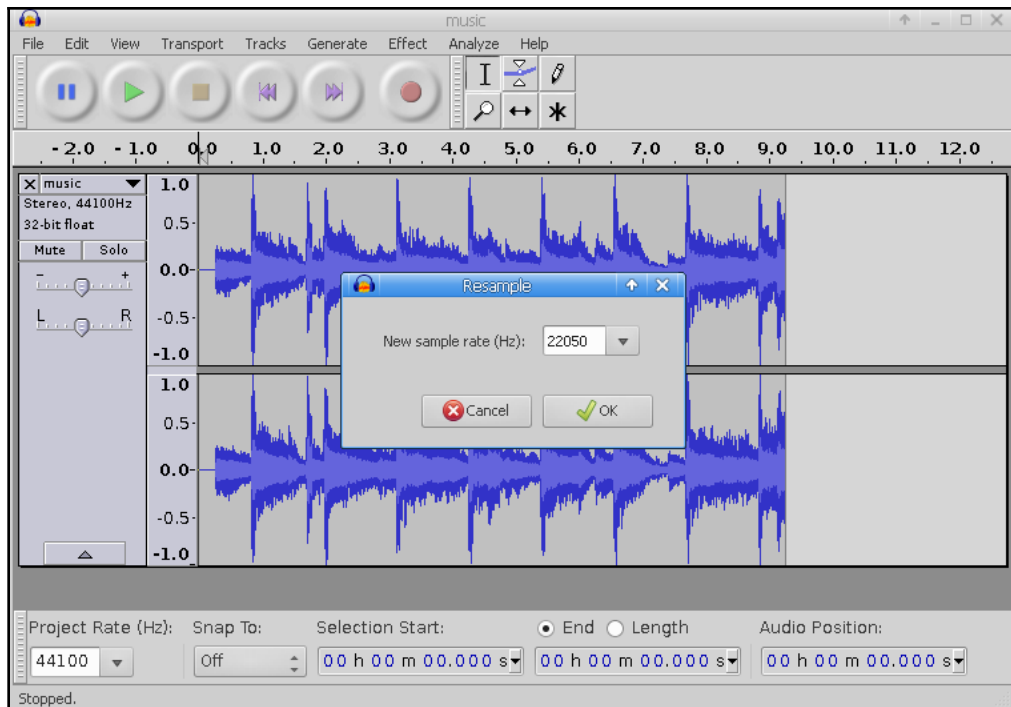 music
File Edit View Transport Tracks Generate Effect Analyze Help
- 2.0 - 1.0 0.0 1.0 2.0 3.0 4.0 5.0 6.0 7.0 8.0 9.0 10.0 11.0 12.0
music
Stereo, 44100Hz
32-bit float
Mute Solo
- +
L R
1.0
0.5-
0.0-
-0.5-
-1.0
1.0
0.5-
0.0-
-0.5-
-1.0
Resample
New sample rate (Hz): 22050
Cancel OK
Project Rate (Hz): Snap To: Selection Start: End Length Audio Position:
44100 Off 00 h 00 m 00.000 s 00 h 00 m 00.000 s 00 h 00 m 00.000 s
Stopped.